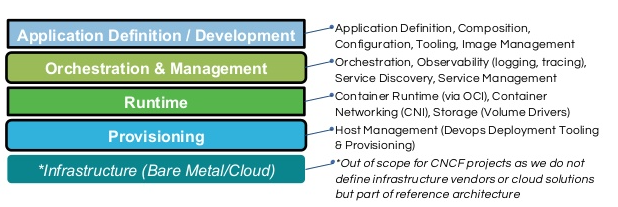 Application Definition / Development
Application Definition, Composition,
Configuration, Tooling, Image Management
Orchestration & Management
Orchestration, Observability (logging, tracing),
Service Discovery, Service Management
Runtime
Container Runtime (via OCI), Container
Networking (CNI), Storage (Volume Drivers)
Provisioning
Host Management (Devops Deployment Tooling
& Provisioning)
*Infrastructure (Bare Metal/Cloud)
*Out of scope for CNCF projects as we do not
define infrastructure vendors or cloud solutions
but part of reference architecture